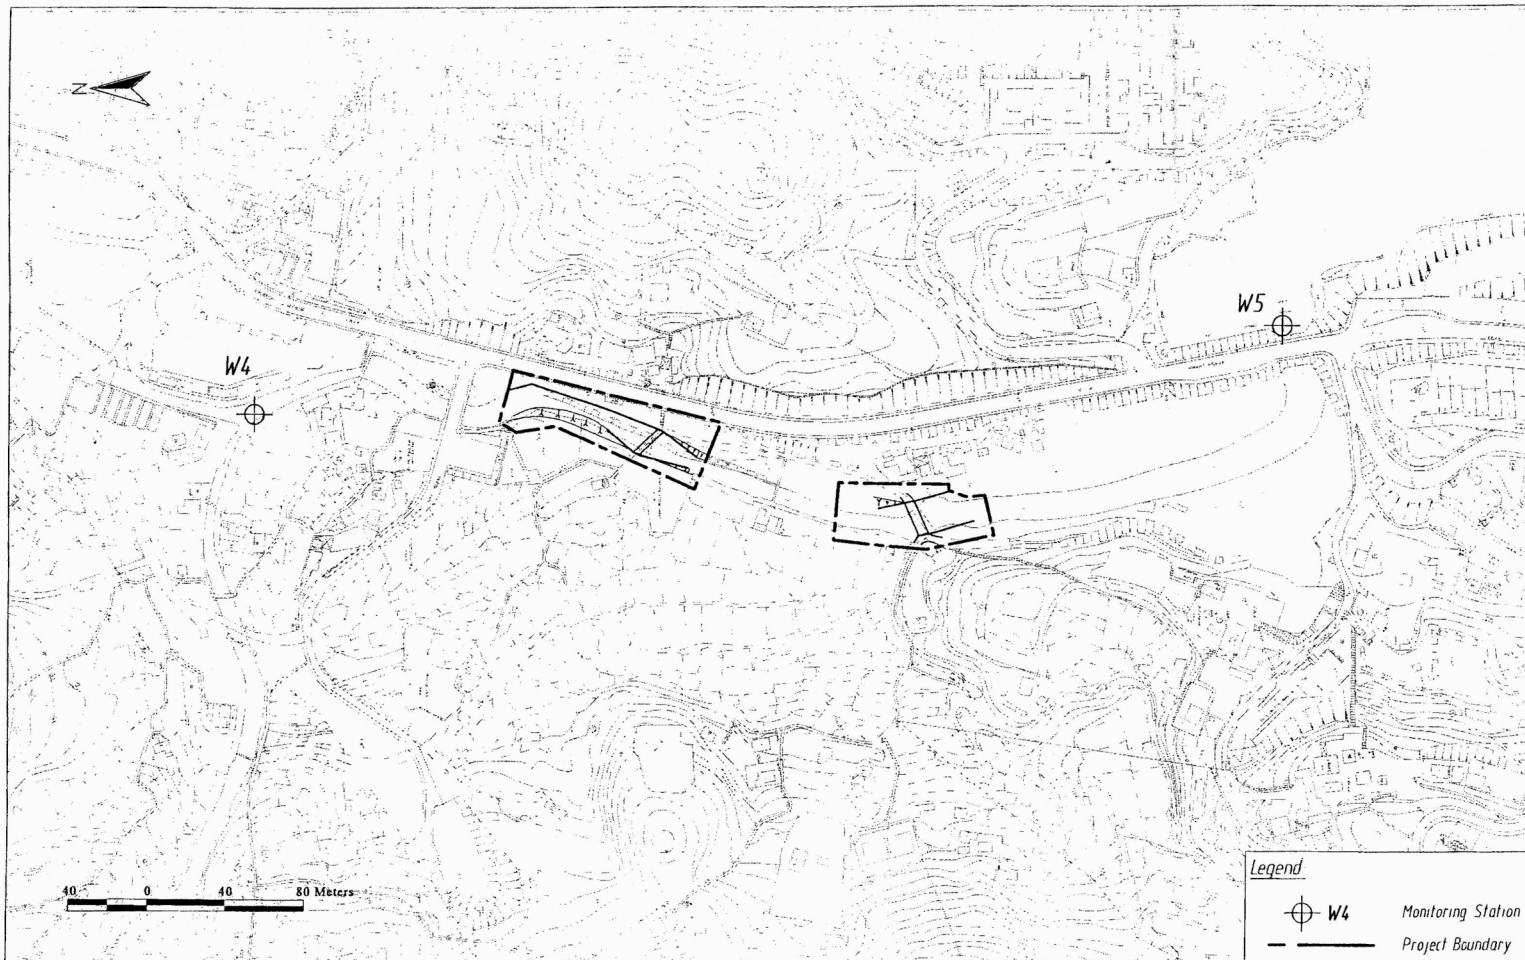 N
W5
W4
40 0 40 80 Meters
Legend
W4 Monitoring Station
Project Boundary